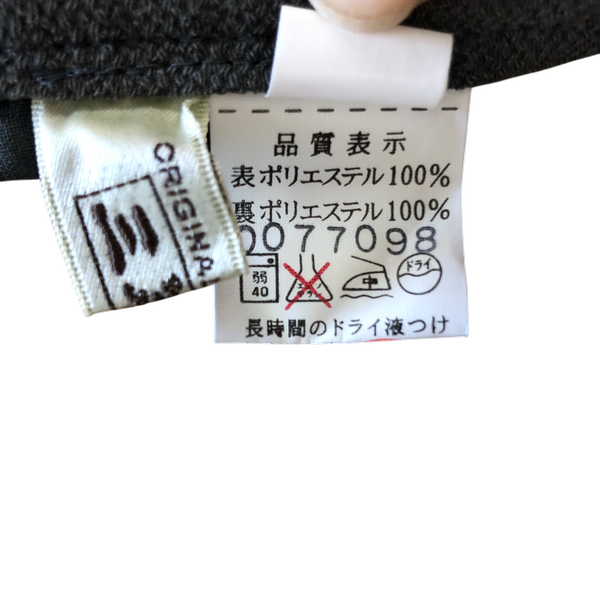 ORIGINA
品質表示
表ポリエステル100%
裏ポリエステル100%
0077098
弱
40
中
ドライ
長時間のドライ液つけ